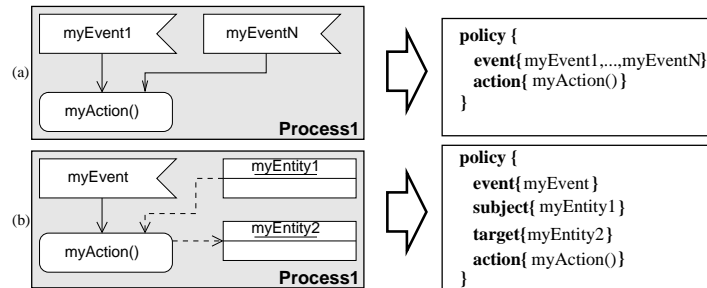 (a)
myEvent1
myEventN
myAction()
Process1
policy {
event{myEvent1,...,myEventN}
action{ myAction()}
}
(b)
myEvent
myEntity1
myAction()
myEntity2
Process1
policy {
event{myEvent}
subject{ myEntity1}
target{myEntity2}
action{ myAction()}
}